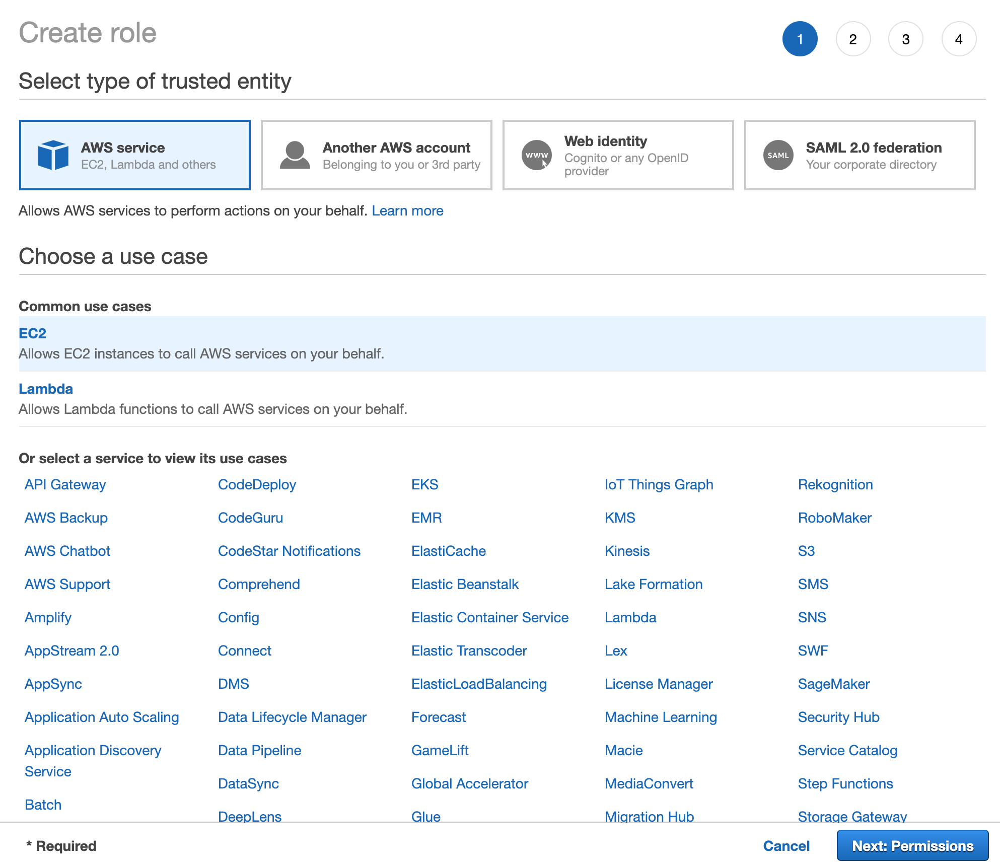 Create role
1 2 3 4
Select type of trusted entity
AWS service
EC2, Lambda and others
Another AWS account
Belonging to you or 3rd party
www
Web identity
Cognito or any OpenID
provider
SAML
SAML 2.0 federation
Your corporate directory
Allows AWS services to perform actions on your behalf. Learn more
Choose a use case
Common use cases
EC2
Allows EC2 instances to call AWS services on your behalf.
Lambda
Allows Lambda functions to call AWS services on your behalf.
Or select a service to view its use cases
API Gateway
AWS Backup
AWS Chatbot
AWS Support
Amplify
AppStream 2.0
AppSync
Application Auto Scaling
Application Discovery
Service
Batch
CodeDeploy
CodeGuru
CodeStar Notifications
Comprehend
Config
Connect
DMS
Data Lifecycle Manager
Data Pipeline
DataSync
DeepLens
EKS
EMR
ElastiCache
Elastic Beanstalk
Elastic Container Service
Elastic Transcoder
ElasticLoadBalancing
Forecast
GameLift
Global Accelerator
Glue
IoT Things Graph
KMS
Kinesis
Lake Formation
Lambda
Lex
License Manager
Machine Learning
Macie
MediaConvert
Migration Hub
Rekognition
RoboMaker
S3
SMS
SNS
SWF
SageMaker
Security Hub
Service Catalog
Step Functions
Storage Gateway
* Required
Cancel
Next: Permissions